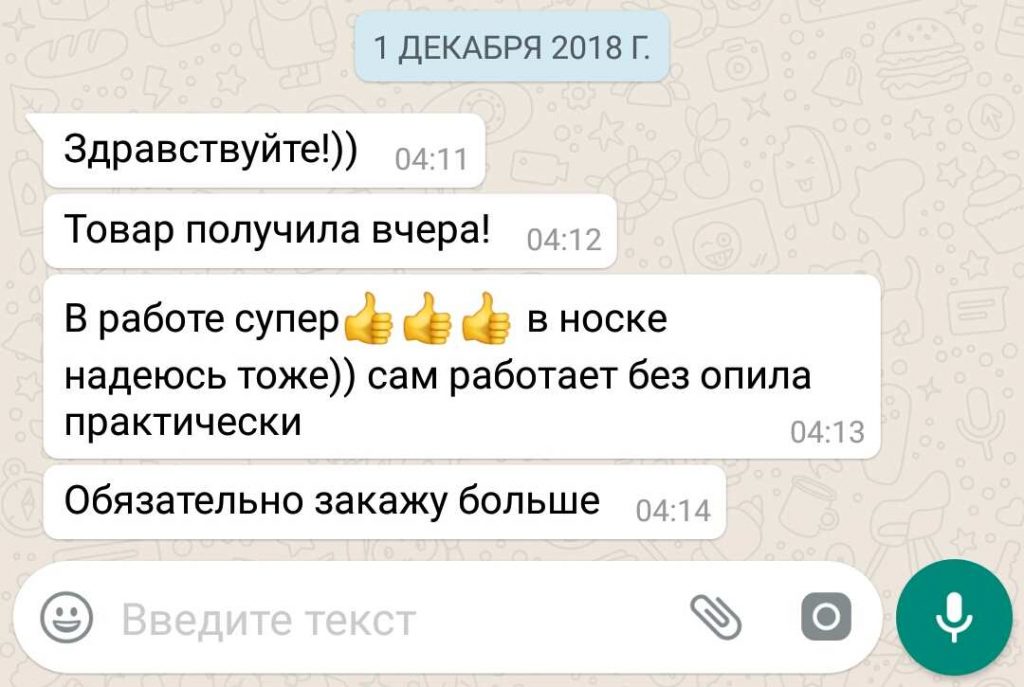 1 ДЕКАБРЯ 2018 Г.
Здравствуйте!)) 04:11
Товар получила вчера! 04:12
В работе супер👍👍👍 в носке
надеюсь тоже)) сам работает без опила
практически 04:13
Обязательно закажу больше 04:14
Введите текст